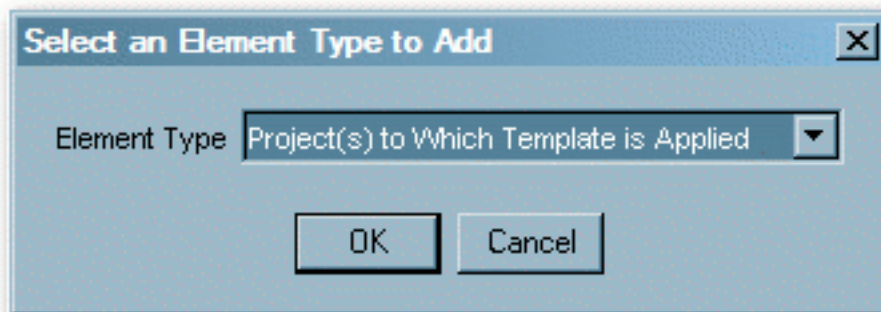 Select an Element Type to Add
Element Type Project(s) to Which Template is Applied
OK Cancel